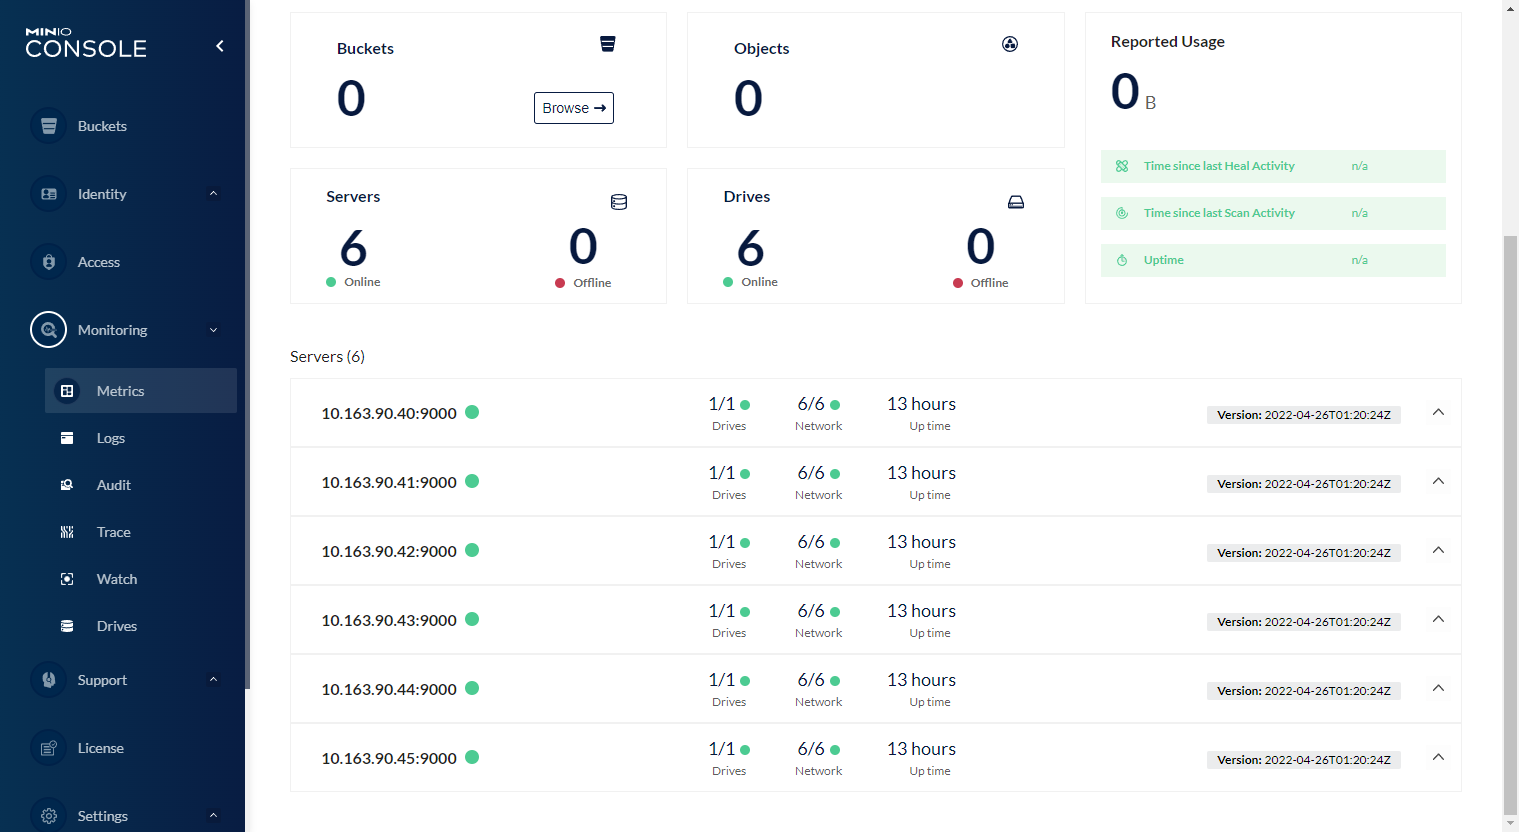 MINIO
CONSOLE
Buckets
Identity
Access
Monitoring
Metrics
Logs
Audit
Trace
Watch
Drives
Support
License
Settings
Buckets
0
Browse →
Objects
0
Reported Usage
0 B
Time since last Heal Activity n/a
Time since last Scan Activity n/a
Uptime n/a
Servers
6 0
Online Offline
Drives
6 0
Online Offline
Servers (6)
10.163.90.40:9000 1/1 6/6 13 hours Version: 2022-04-26T01:20:24Z
Drives Network Up time
10.163.90.41:9000 1/1 6/6 13 hours Version: 2022-04-26T01:20:24Z
Drives Network Up time
10.163.90.42:9000 1/1 6/6 13 hours Version: 2022-04-26T01:20:24Z
Drives Network Up time
10.163.90.43:9000 1/1 6/6 13 hours Version: 2022-04-26T01:20:24Z
Drives Network Up time
10.163.90.44:9000 1/1 6/6 13 hours Version: 2022-04-26T01:20:24Z
Drives Network Up time
10.163.90.45:9000 1/1 6/6 13 hours Version: 2022-04-26T01:20:24Z
Drives Network Up time